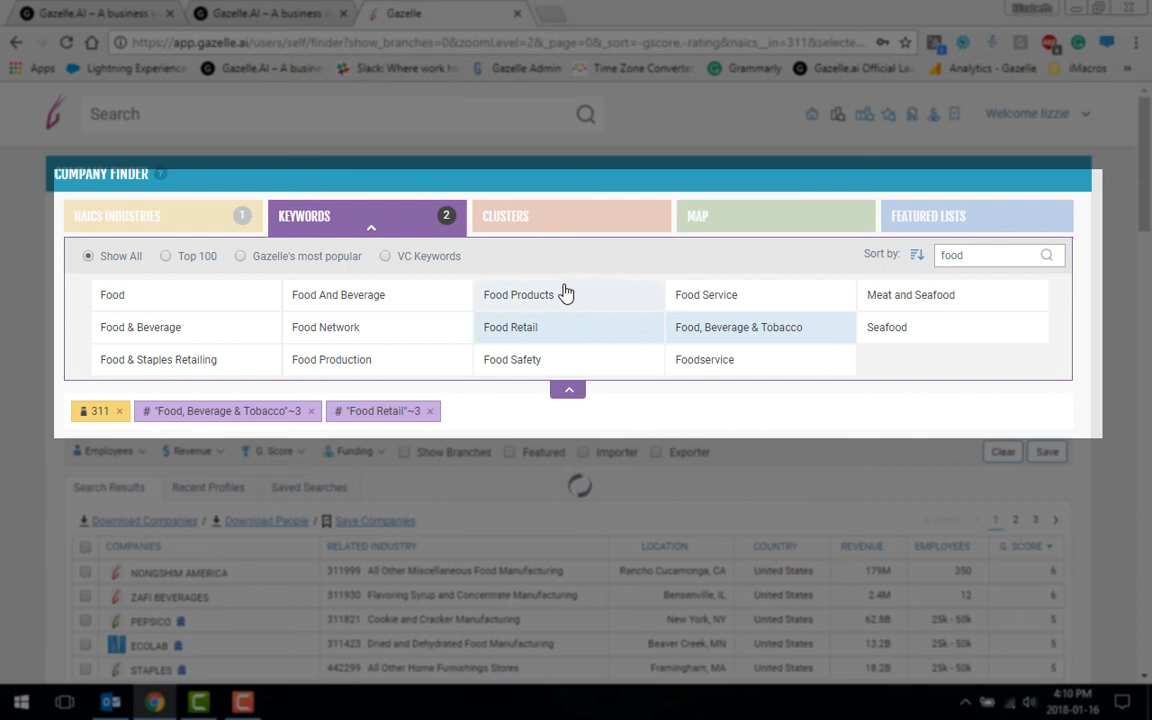 Gazelle.AI – A business in
Gazelle.AI – A business in
Gazelle
https://app.gazelle.ai/users/self/finder?show_branches=0&zoomLevel=2&_page=0&_sort=-gscore,-rating&naics__in=311&selecte...
Apps Lightning Experience Gazelle.AI – A busin Slack: Where work h Gazelle Admin Time Zone Converte Grammarly Gazelle.ai Official La Analytics - Gazelle iMacros »
Search
Welcome lizzie
COMPANY FINDER ?
NAICS INDUSTRIES 1 KEYWORDS 2 CLUSTERS MAP FEATURED LISTS
Show All Top 100 Gazelle's most popular VC Keywords Sort by: food
Food Food And Beverage Food Products Food Service Meat and Seafood
Food & Beverage Food Network Food Retail Food, Beverage & Tobacco Seafood
Food & Staples Retailing Food Production Food Safety Foodservice
311 × # "Food, Beverage & Tobacco"~3 × # "Food Retail"~3 ×
Employees $ Revenue G. Score Funding Show Branches Featured Importer Exporter Clear Save
Search Results Recent Profiles Saved Searches
Download Companies / Download People / Save Companies 1 2 3
COMPANIES RELATED INDUSTRY LOCATION COUNTRY REVENUE EMPLOYEES G. SCORE
NONGSHIM AMERICA 311999 All Other Miscellaneous Food Manufacturing Rancho Cucamonga, CA United States 179M 350 6
ZAFI BEVERAGES 311930 Flavoring Syrup and Concentrate Manufacturing Bensenville, IL United States 2.4M 12 6
PEPSICO 311821 Cookie and Cracker Manufacturing New York, NY United States 62.8B 25k - 50k 5
ECOLAB 311423 Dried and Dehydrated Food Manufacturing Beaver Creek, MN United States 13.2B 25k - 50k 5
STAPLES 442299 All Other Home Furnishings Stores Framingham, MA United States 18.2B 25k - 50k 5
4:10 PM
2018-01-16